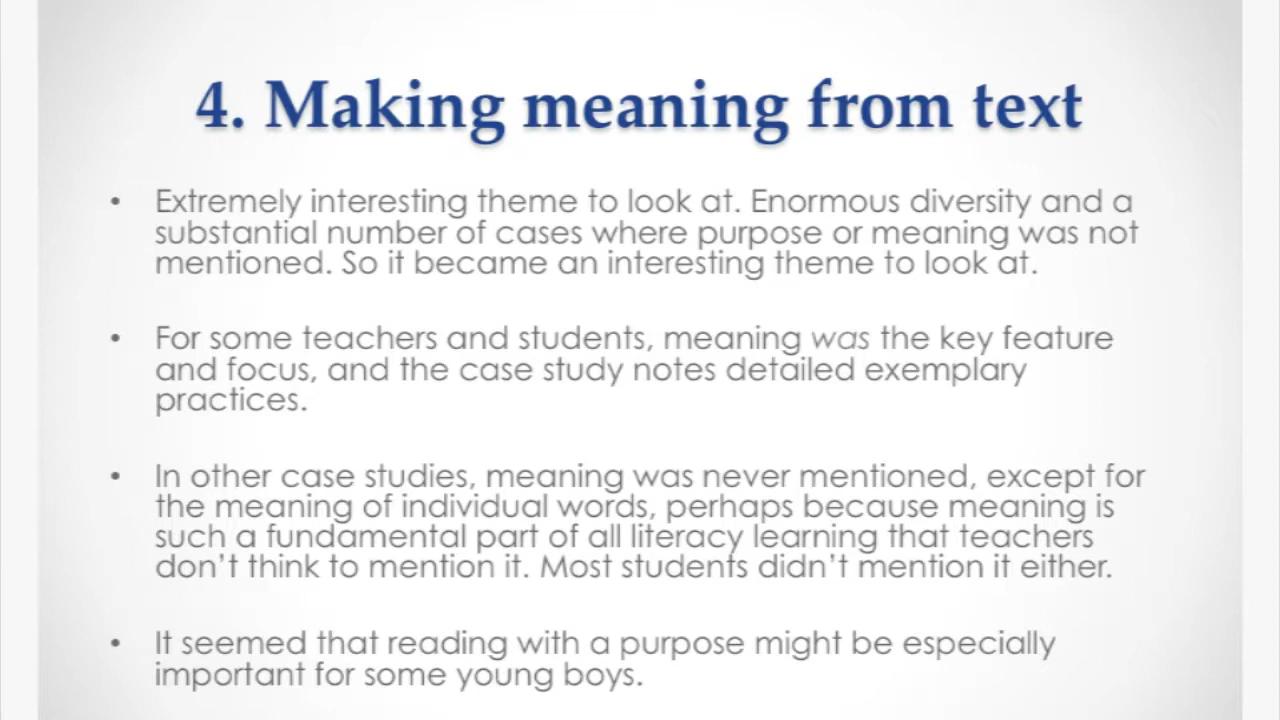 4. Making meaning from text
• Extremely interesting theme to look at. Enormous diversity and a
substantial number of cases where purpose or meaning was not
mentioned. So it became an interesting theme to look at.
• For some teachers and students, meaning was the key feature
and focus, and the case study notes detailed exemplary
practices.
• In other case studies, meaning was never mentioned, except for
the meaning of individual words, perhaps because meaning is
such a fundamental part of all literacy learning that teachers
don’t think to mention it. Most students didn’t mention it either.
• It seemed that reading with a purpose might be especially
important for some young boys.